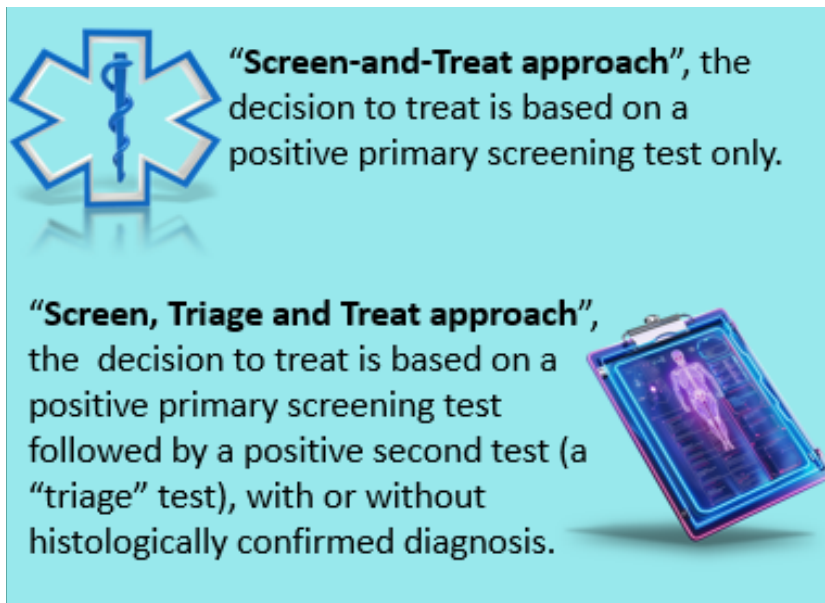 “Screen-and-Treat approach”, the
decision to treat is based on a
positive primary screening test only.
“Screen, Triage and Treat approach”,
the  decision to treat is based on a
positive primary screening test
followed by a positive second test (a
“triage” test), with or without
histologically confirmed diagnosis.